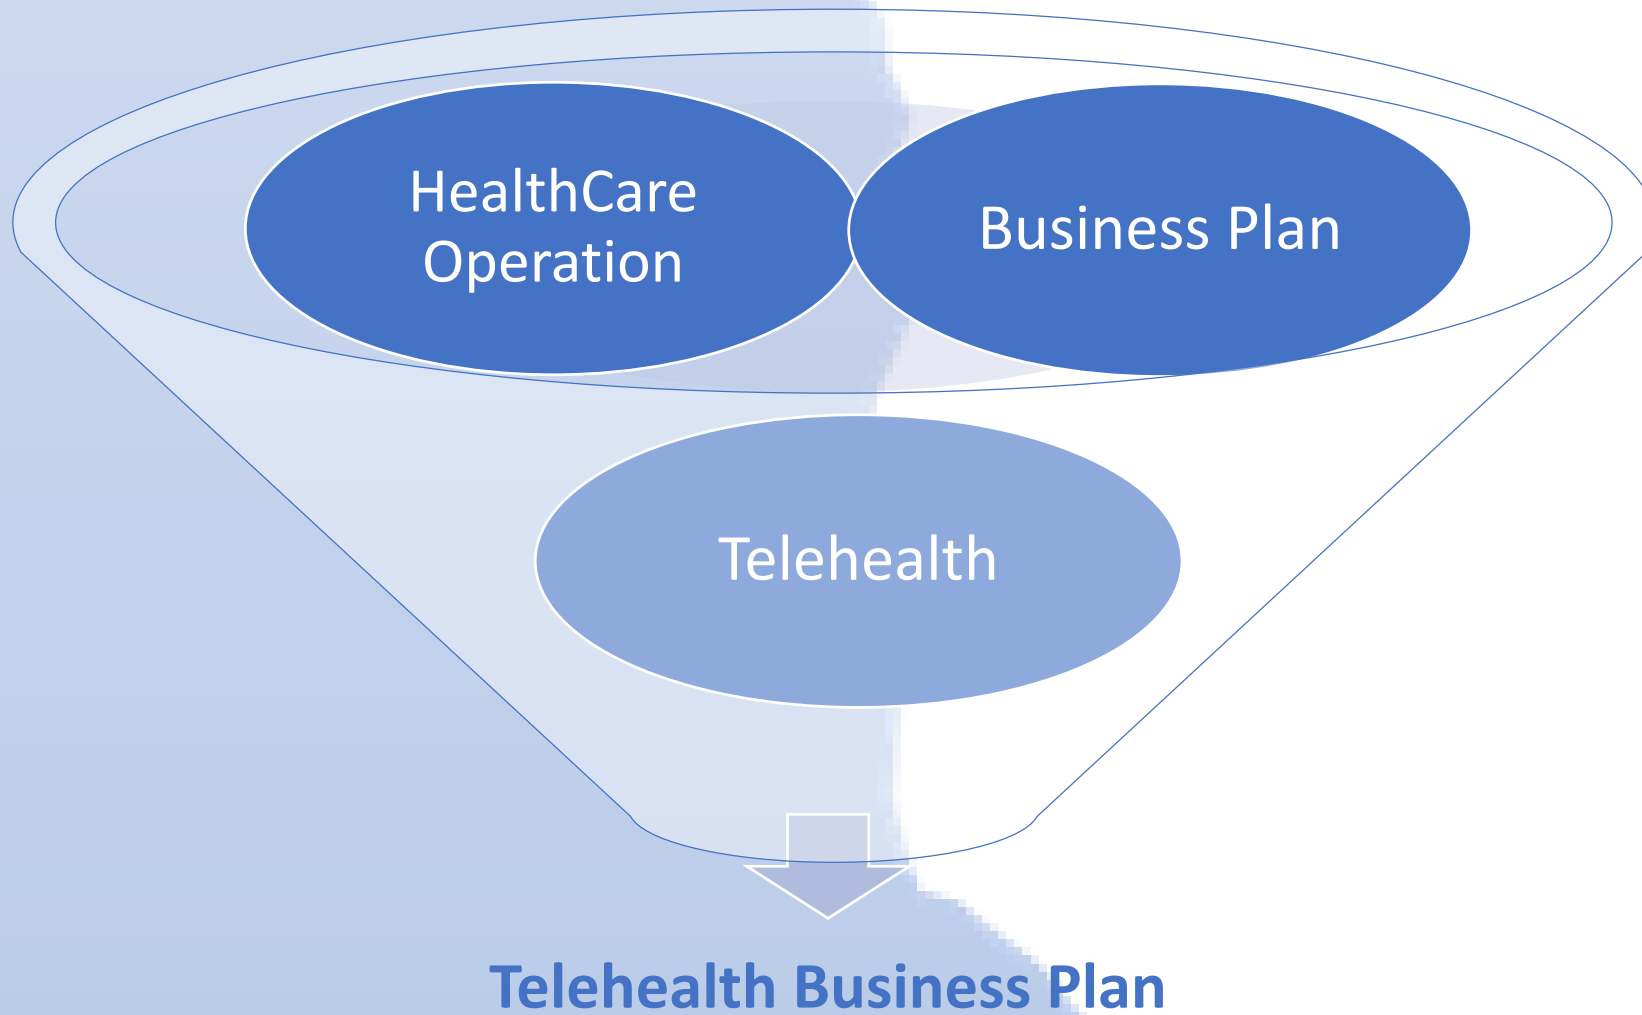 HealthCare
Operation
Business Plan
Telehealth
Telehealth Business Plan